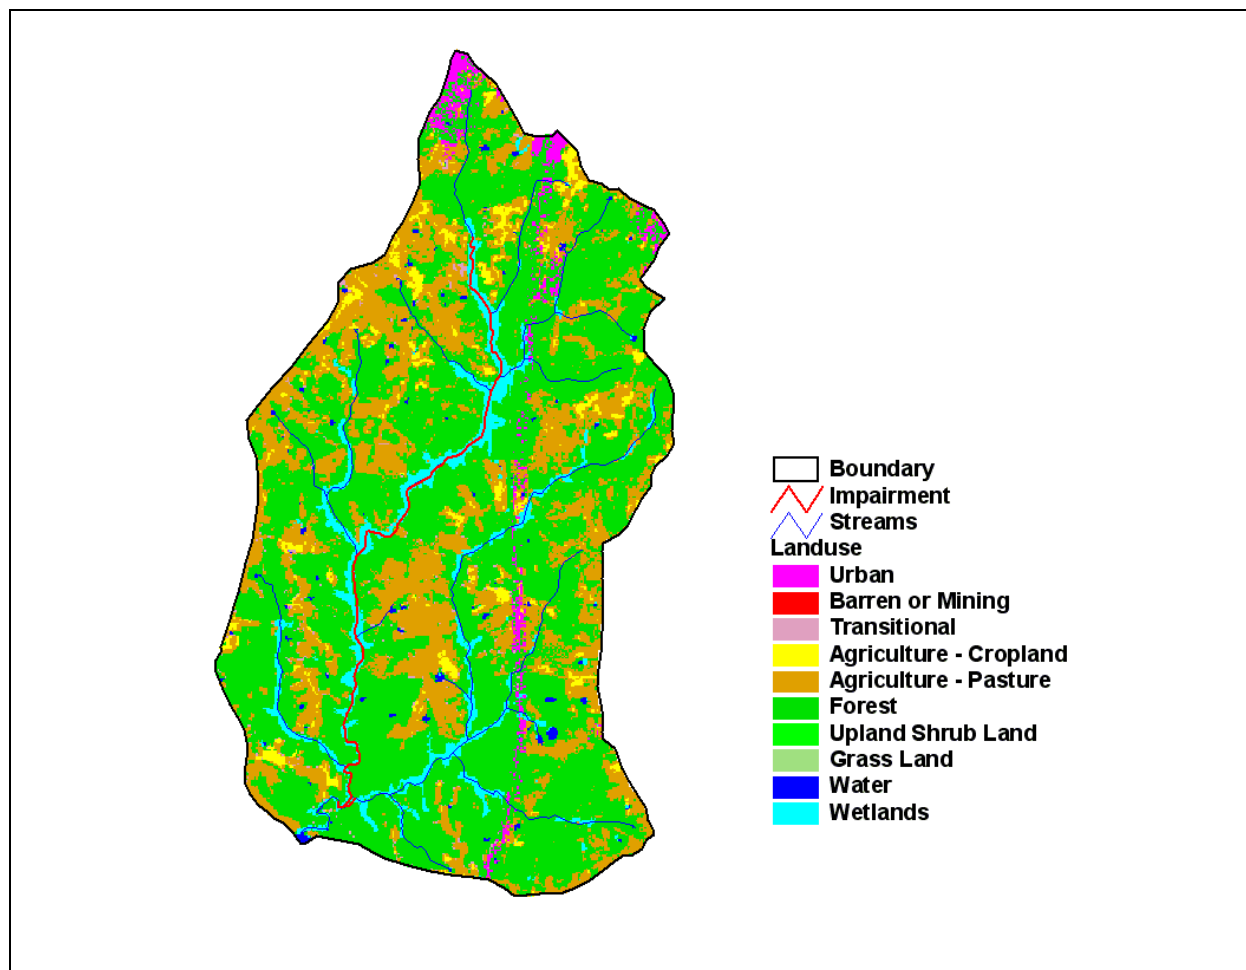 Boundary
Impairment
Streams
Landuse
Urban
Barren or Mining
Transitional
Agriculture - Cropland
Agriculture - Pasture
Forest
Upland Shrub Land
Grass Land
Water
Wetlands